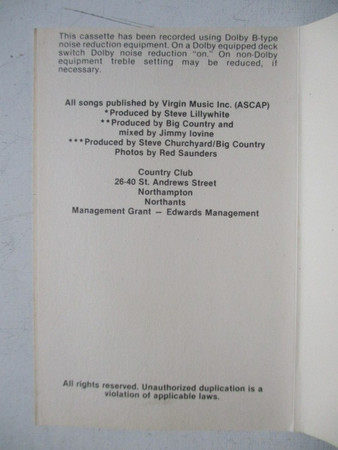 This cassette has been recorded using Dolby B-type
noise reduction equipment. On a Dolby equipped deck
switch Dolby noise reduction "on." On non-Dolby
equipment treble setting may be reduced, if
necessary.
All songs published by Virgin Music Inc. (ASCAP)
*Produced by Steve Lillywhite
**Produced by Big Country and
mixed by Jimmy Iovine
***Produced by Steve Churchyard/Big Country
Photos by Red Saunders
Country Club
26-40 St. Andrews Street
Northampton
Northants
Management Grant — Edwards Management
All rights reserved. Unauthorized duplication is a
violation of applicable laws.